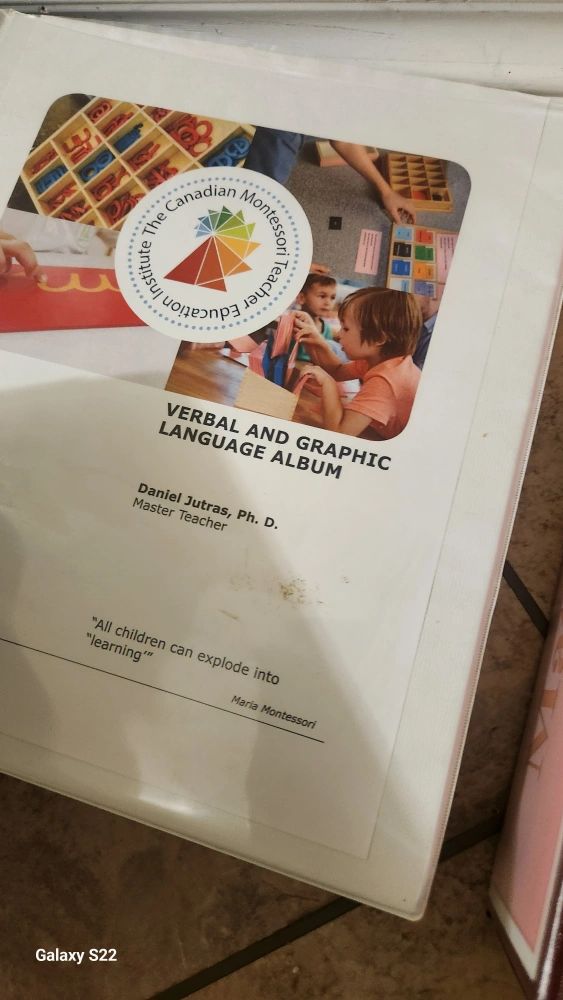 The Canadian Montessori Teacher Education Institute
VERBAL AND GRAPHIC
LANGUAGE ALBUM
Daniel Jutras, Ph. D.
Master Teacher
"All children can explode into
"learning'"
Maria Montessori
Galaxy S22